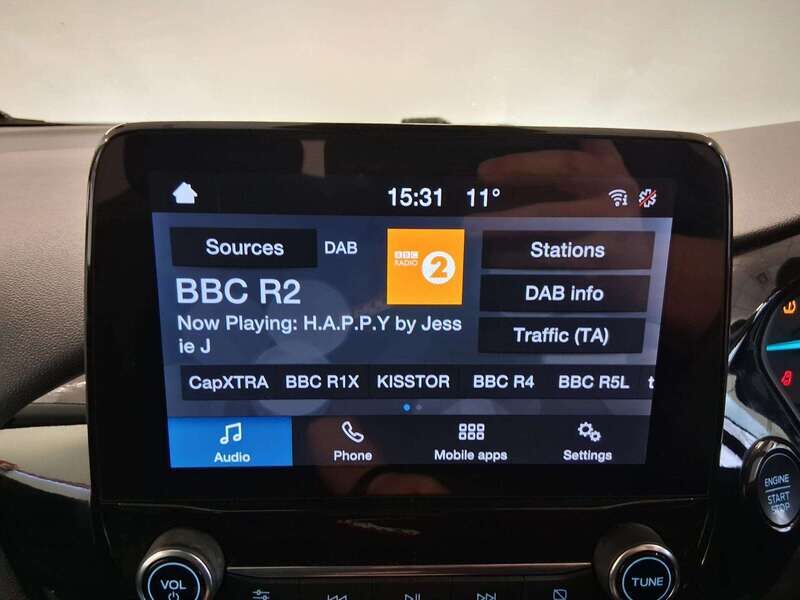 15:31 11°
Sources DAB
BBC
RADIO 2
Stations
BBC R2
DAB info
Now Playing: H.A.P.P.Y by Jess
ie J
Traffic (TA)
CapXTRA BBC R1X KISSTOR BBC R4 BBC R5L
Audio Phone Mobile apps Settings
ENGINE
START
STOP
VOL
TUNE